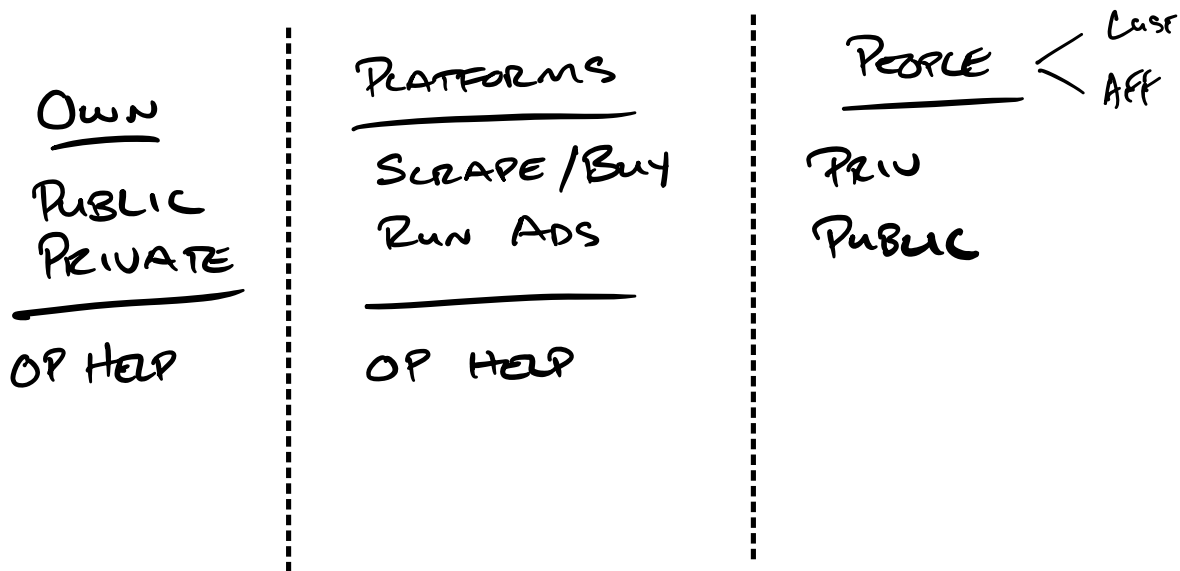 OWN
PUBLIC
PRIVATE
OP HELP
PLATFORMS
SCRAPE/BUY
RUN ADS
OP HELP
PEOPLE
CUST
AFF
PRIV
PUBLIC